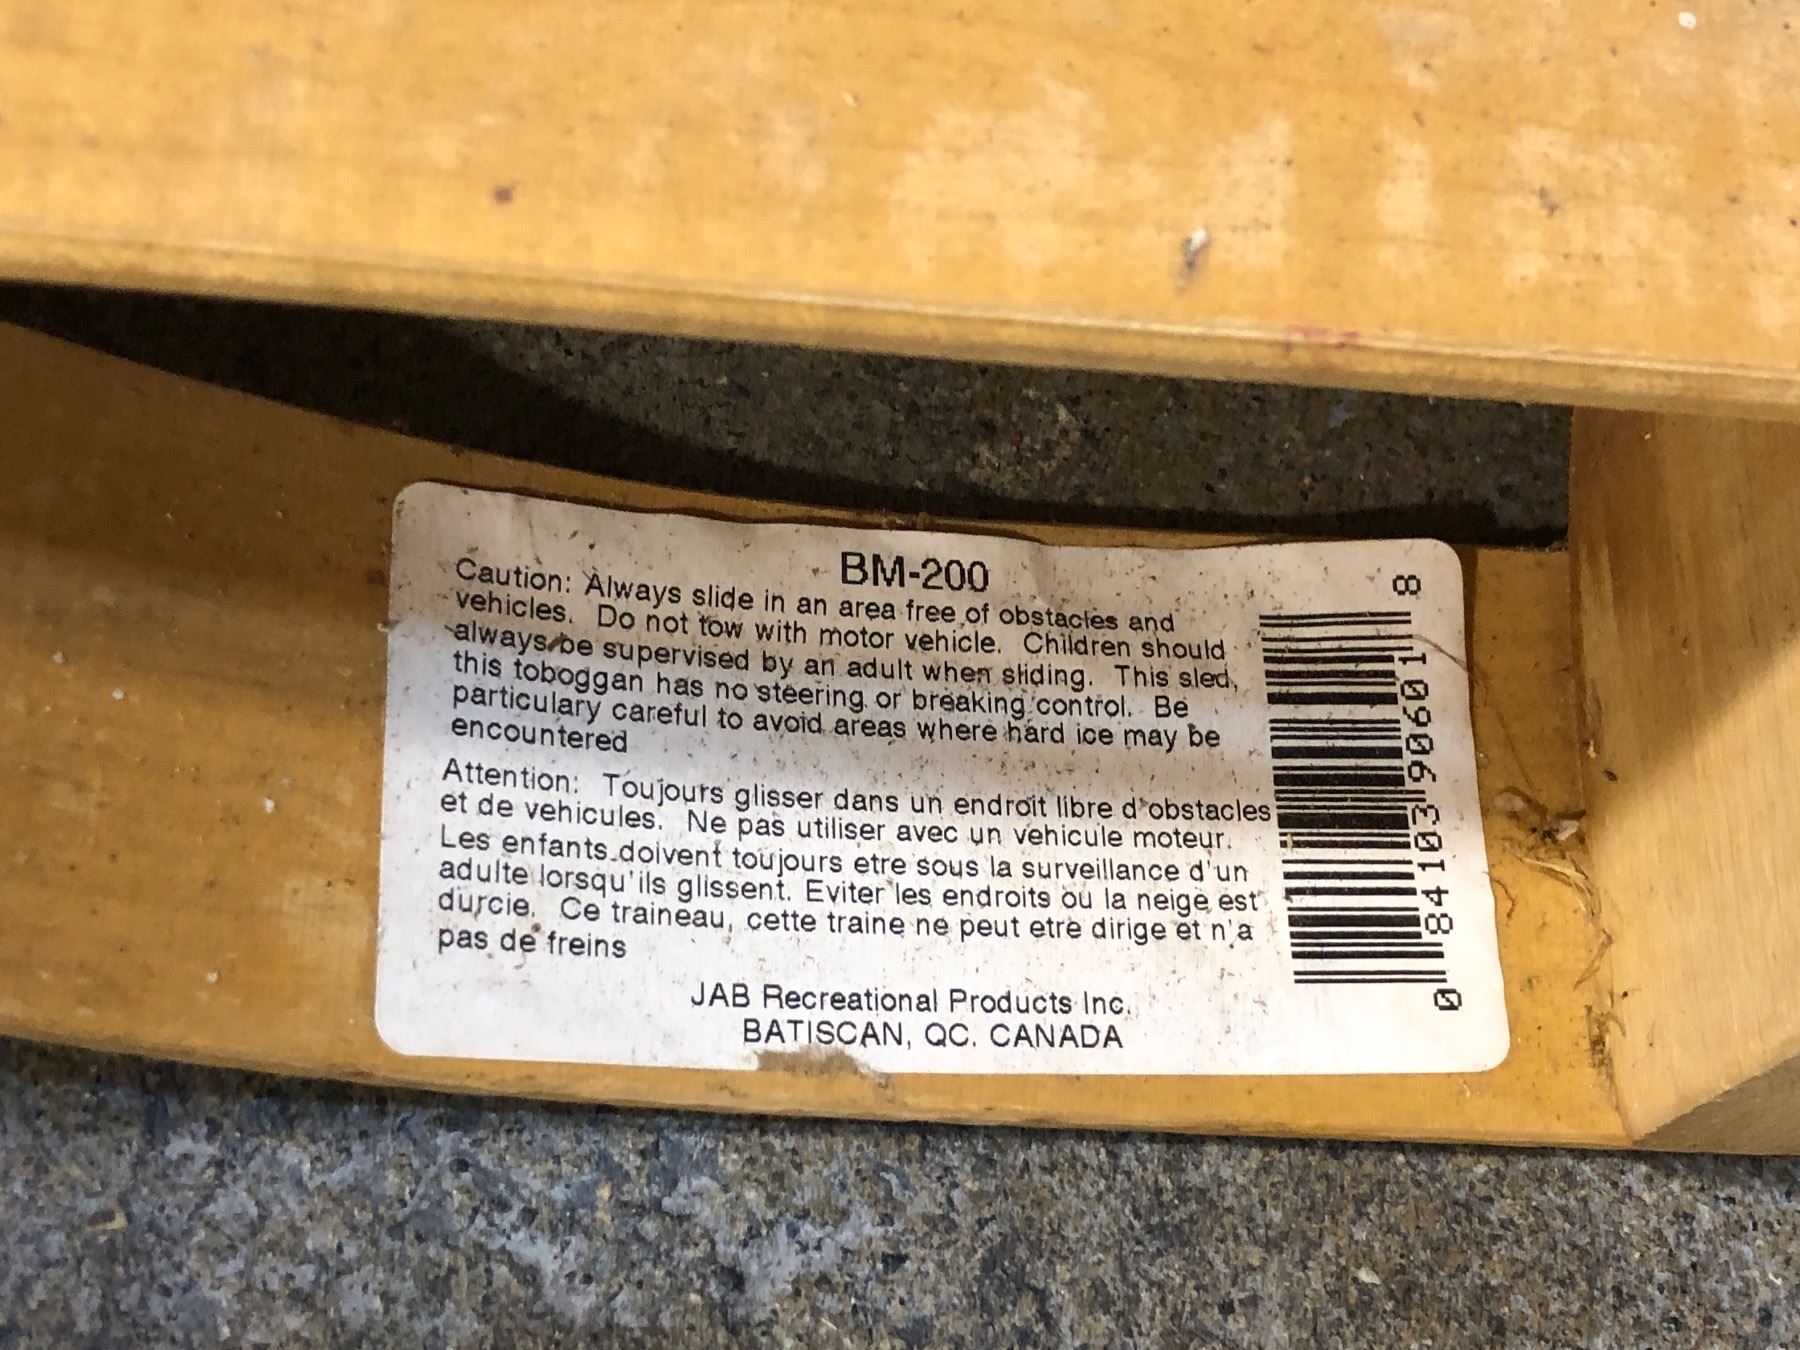 BM-200
Caution: Always slide in an area free of obstacles and
vehicles. Do not tow with motor vehicle. Children should
always be supervised by an adult when sliding. This sled,
this toboggan has no steering or breaking control. Be
particulary careful to avoid areas where hard ice may be
encountered
Attention: Toujours glisser dans un endroit libre d'obstacles
et de vehicules. Ne pas utiliser avec un vehicule moteur.
Les enfants doivent toujours etre sous la surveillance d'un
adulte lorsqu'ils glissent. Eviter les endroits ou la neige est
durcie. Ce traineau, cette traine ne peut etre dirige et n'a
pas de freins
JAB Recreational Products Inc.
BATISCAN, QC. CANADA
0 84103 90601 8